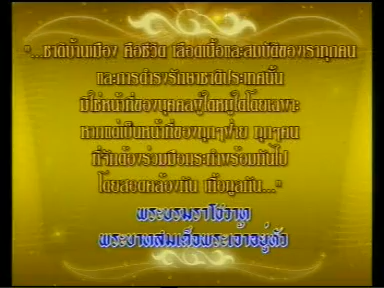 "...ชาติบ้านเมือง คือชีวิต เลือดเนื้อและสมบัติของเราทุกคน
และการดำรงรักษาชาติประเทศนั้น
มิใช่หน้าที่ของบุคคลผู้ใดหมู่ใดโดยเฉพาะ
หากแต่เป็นหน้าที่ของทุกๆฝ่าย ทุกๆคน
ที่จะต้องร่วมมือกระทำพร้อมกันไป
โดยสอดคล้องกัน เกื้อกูลกัน..."
พระบรมราโชวาท
พระบาทสมเด็จพระเจ้าอยู่หัว